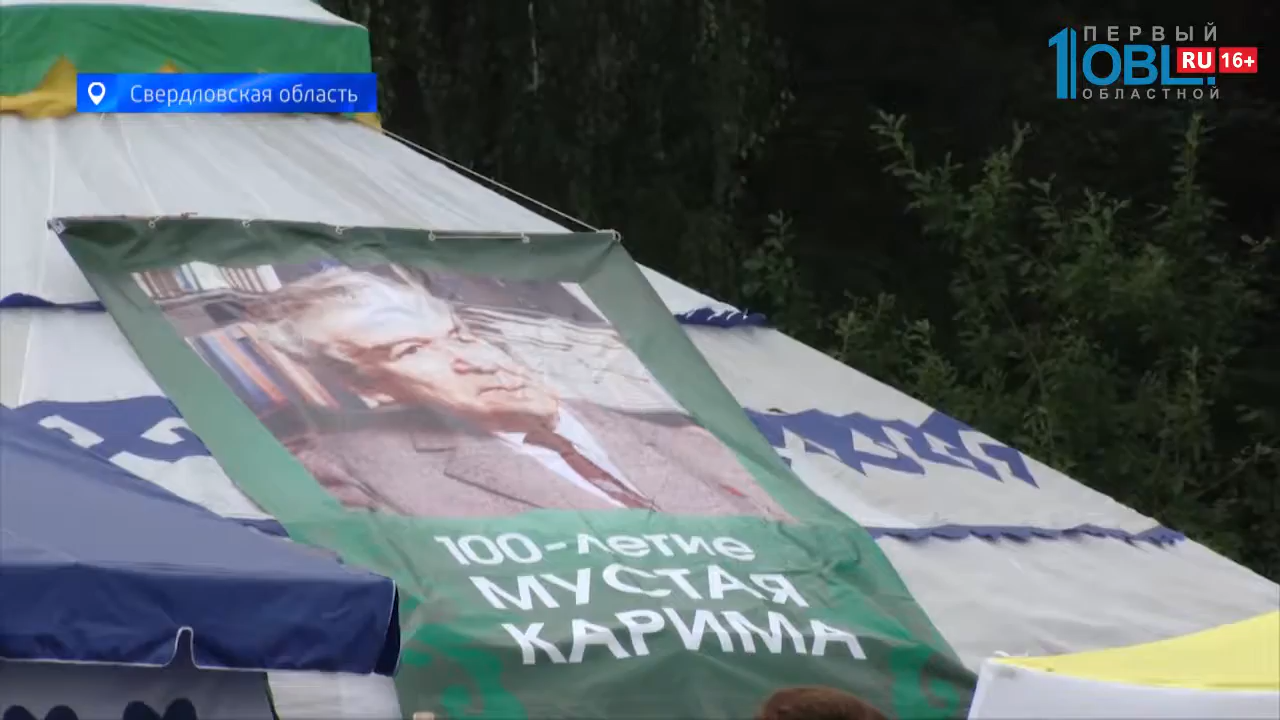 ПЕРВЫЙ
1OBL.RU 16+
ОБЛАСТНОЙ
Свердловская область
100-летие
МУСТАЯ
КАРИМА